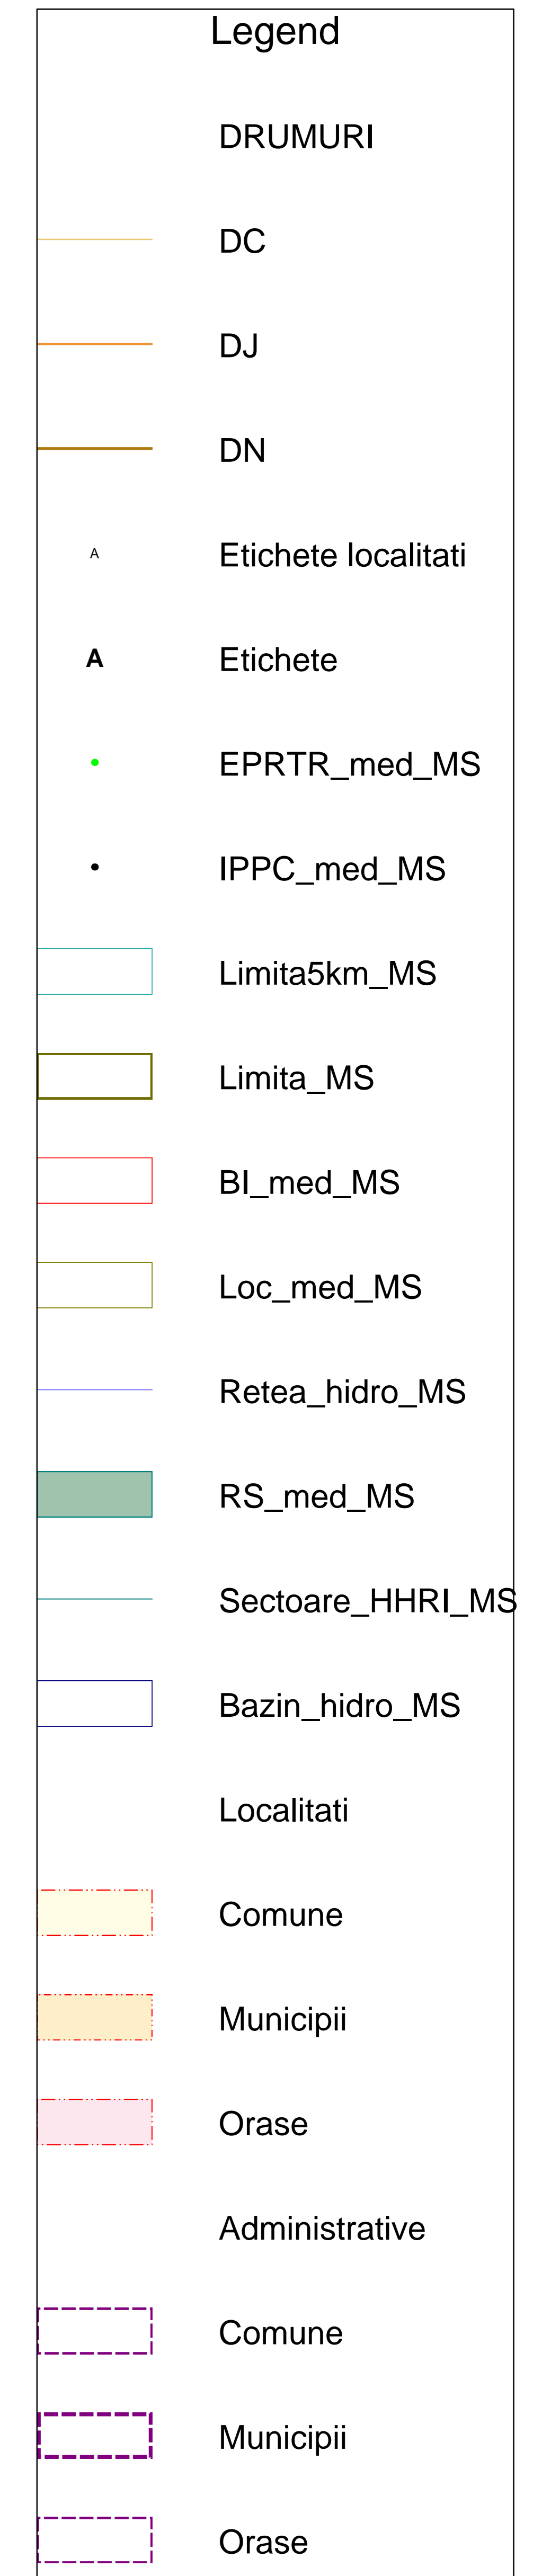 Legend
DRUMURI
DC
DJ
DN
A Etichete localitati
A Etichete
EPRTR_med_MS
IPPC_med_MS
Limita5km_MS
Limita_MS
BI_med_MS
Loc_med_MS
Retea_hidro_MS
RS_med_MS
Sectoare_HHRI_MS
Bazin_hidro_MS
Localitati
Comune
Municipii
Orase
Administrative
Comune
Municipii
Orase